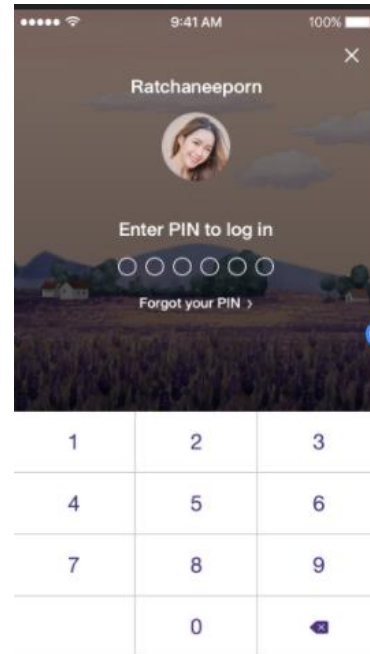 9:41 AM 100%
Ratchaneeporn
Enter PIN to log in
Forgot your PIN >
1 2 3
4 5 6
7 8 9
0